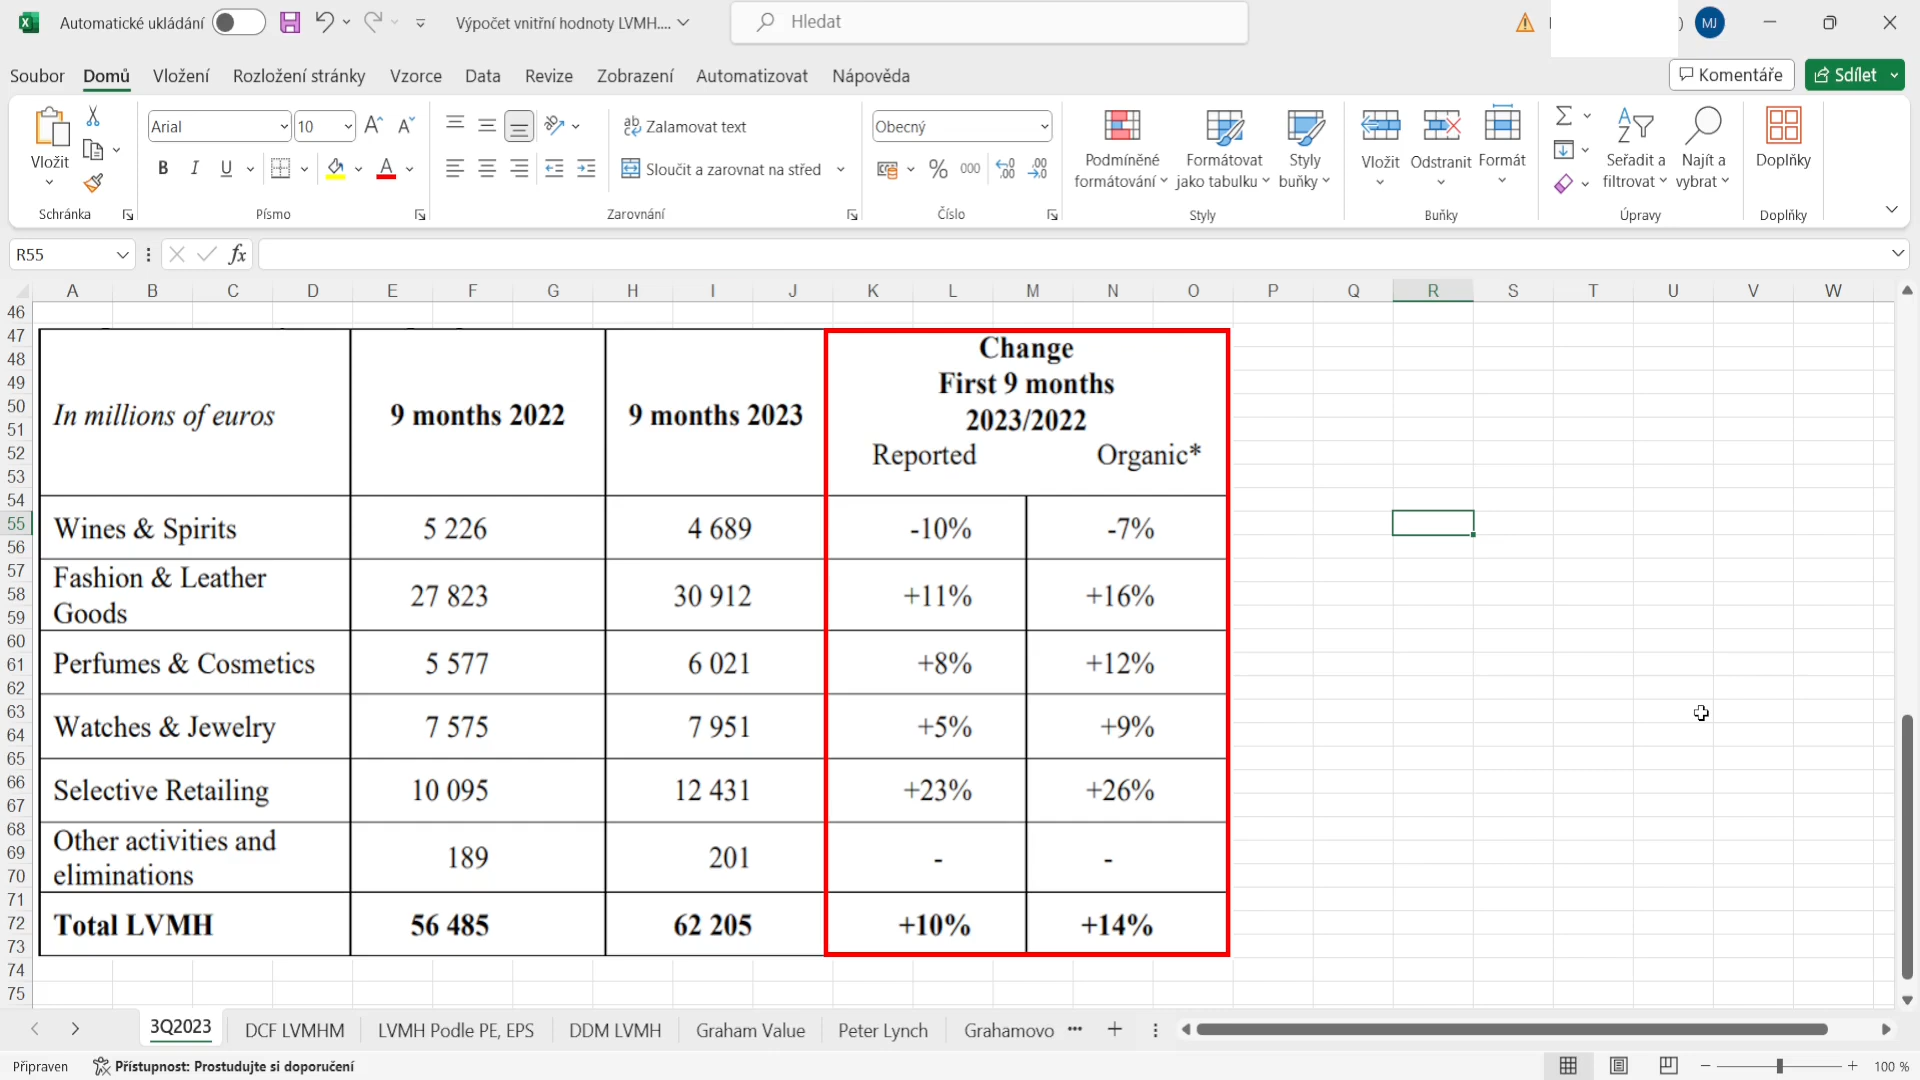 Automatické ukládání
Výpočet vnitřní hodnoty LVMH....
Hledat
MJ
Soubor Domů Vložení Rozložení stránky Vzorce Data Revize Zobrazení Automatizovat Nápověda
Komentáře Sdílet
Vložit
Arial 10
B I U A
Zalamovat text
Sloučit a zarovnat na střed
Obecný
% 000
Podmíněné formátování
Formátovat jako tabulku
Styly buňky
Vložit Odstranit Formát
Seřadit a filtrovat
Najít a vybrat
Doplňky
Schránka Písmo Zarovnání Číslo Styly Buňky Úpravy Doplňky
R55 fx
A B C D E F G H I J K L M N O P Q R S T U V W
46
47
48
49
50
51
52
53
54
55
56
57
58
59
60
61
62
63
64
65
66
67
68
69
70
71
72
73
74
75
In millions of euros 9 months 2022 9 months 2023
Change
First 9 months
2023/2022
Reported Organic*
Wines & Spirits 5 226 4 689 -10% -7%
Fashion & Leather
Goods 27 823 30 912 +11% +16%
Perfumes & Cosmetics 5 577 6 021 +8% +12%
Watches & Jewelry 7 575 7 951 +5% +9%
Selective Retailing 10 095 12 431 +23% +26%
Other activities and
eliminations 189 201 - -
Total LVMH 56 485 62 205 +10% +14%
3Q2023 DCF LVMHM LVMH Podle PE, EPS DDM LVMH Graham Value Peter Lynch Grahamovo ...
Připraven Přístupnost: Prostudujte si doporučení 100 %